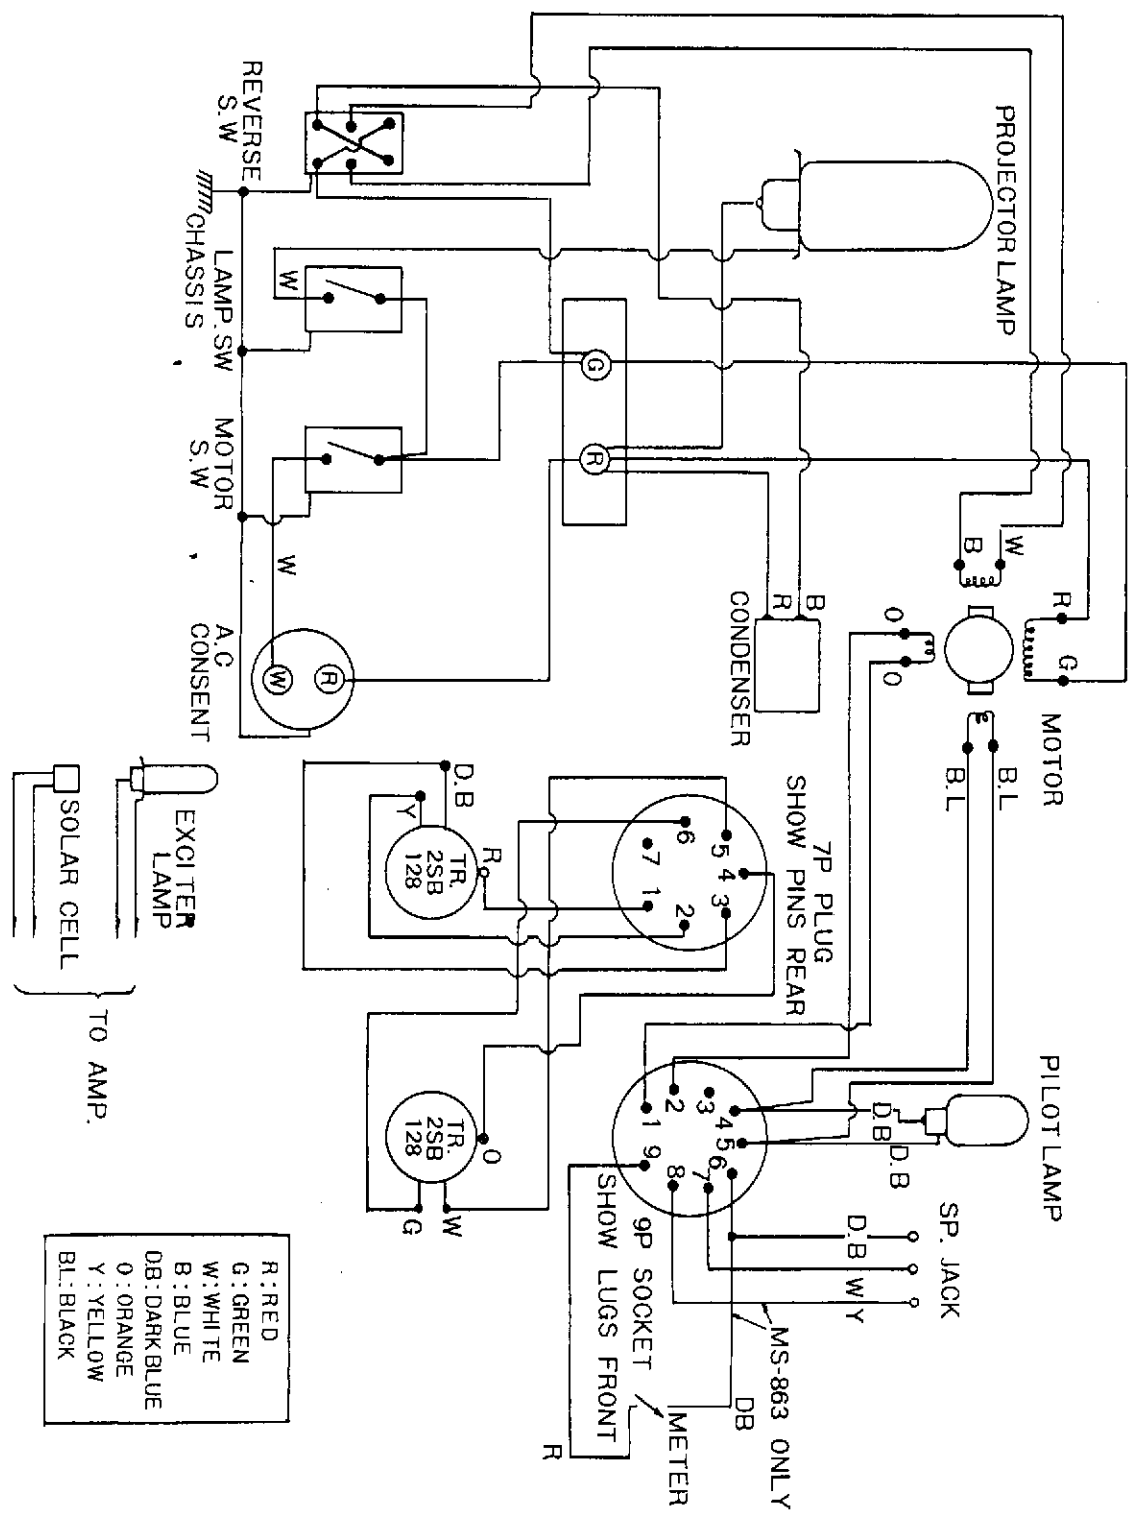 REVERSE
S.W
CHASSIS
LAMP. SW
MOTOR
S.W
A.C
CONSENT
W
W
W
R
G
R
PROJECTOR LAMP
CONDENSER
B
R
B
W
R
G
O
O
MOTOR
B.L
B.L
EXCITER
LAMP
SOLAR CELL
TO AMP.
D.B
Y
R
TR.
2SB
128
7P PLUG
SHOW PINS REAR
1
2
3
4
5
6
7
TR.
2SB
128
O
G
W
PILOT LAMP
D.B
D.B
1
2
3
4
5
6
7
8
9
9P SOCKET
SHOW LUGS FRONT
SP. JACK
D.B
W Y
MS-863 ONLY
DB
METER
R
R : RED
G : GREEN
W : WHITE
B : BLUE
DB : DARK BLUE
O : ORANGE
Y : YELLOW
BL : BLACK